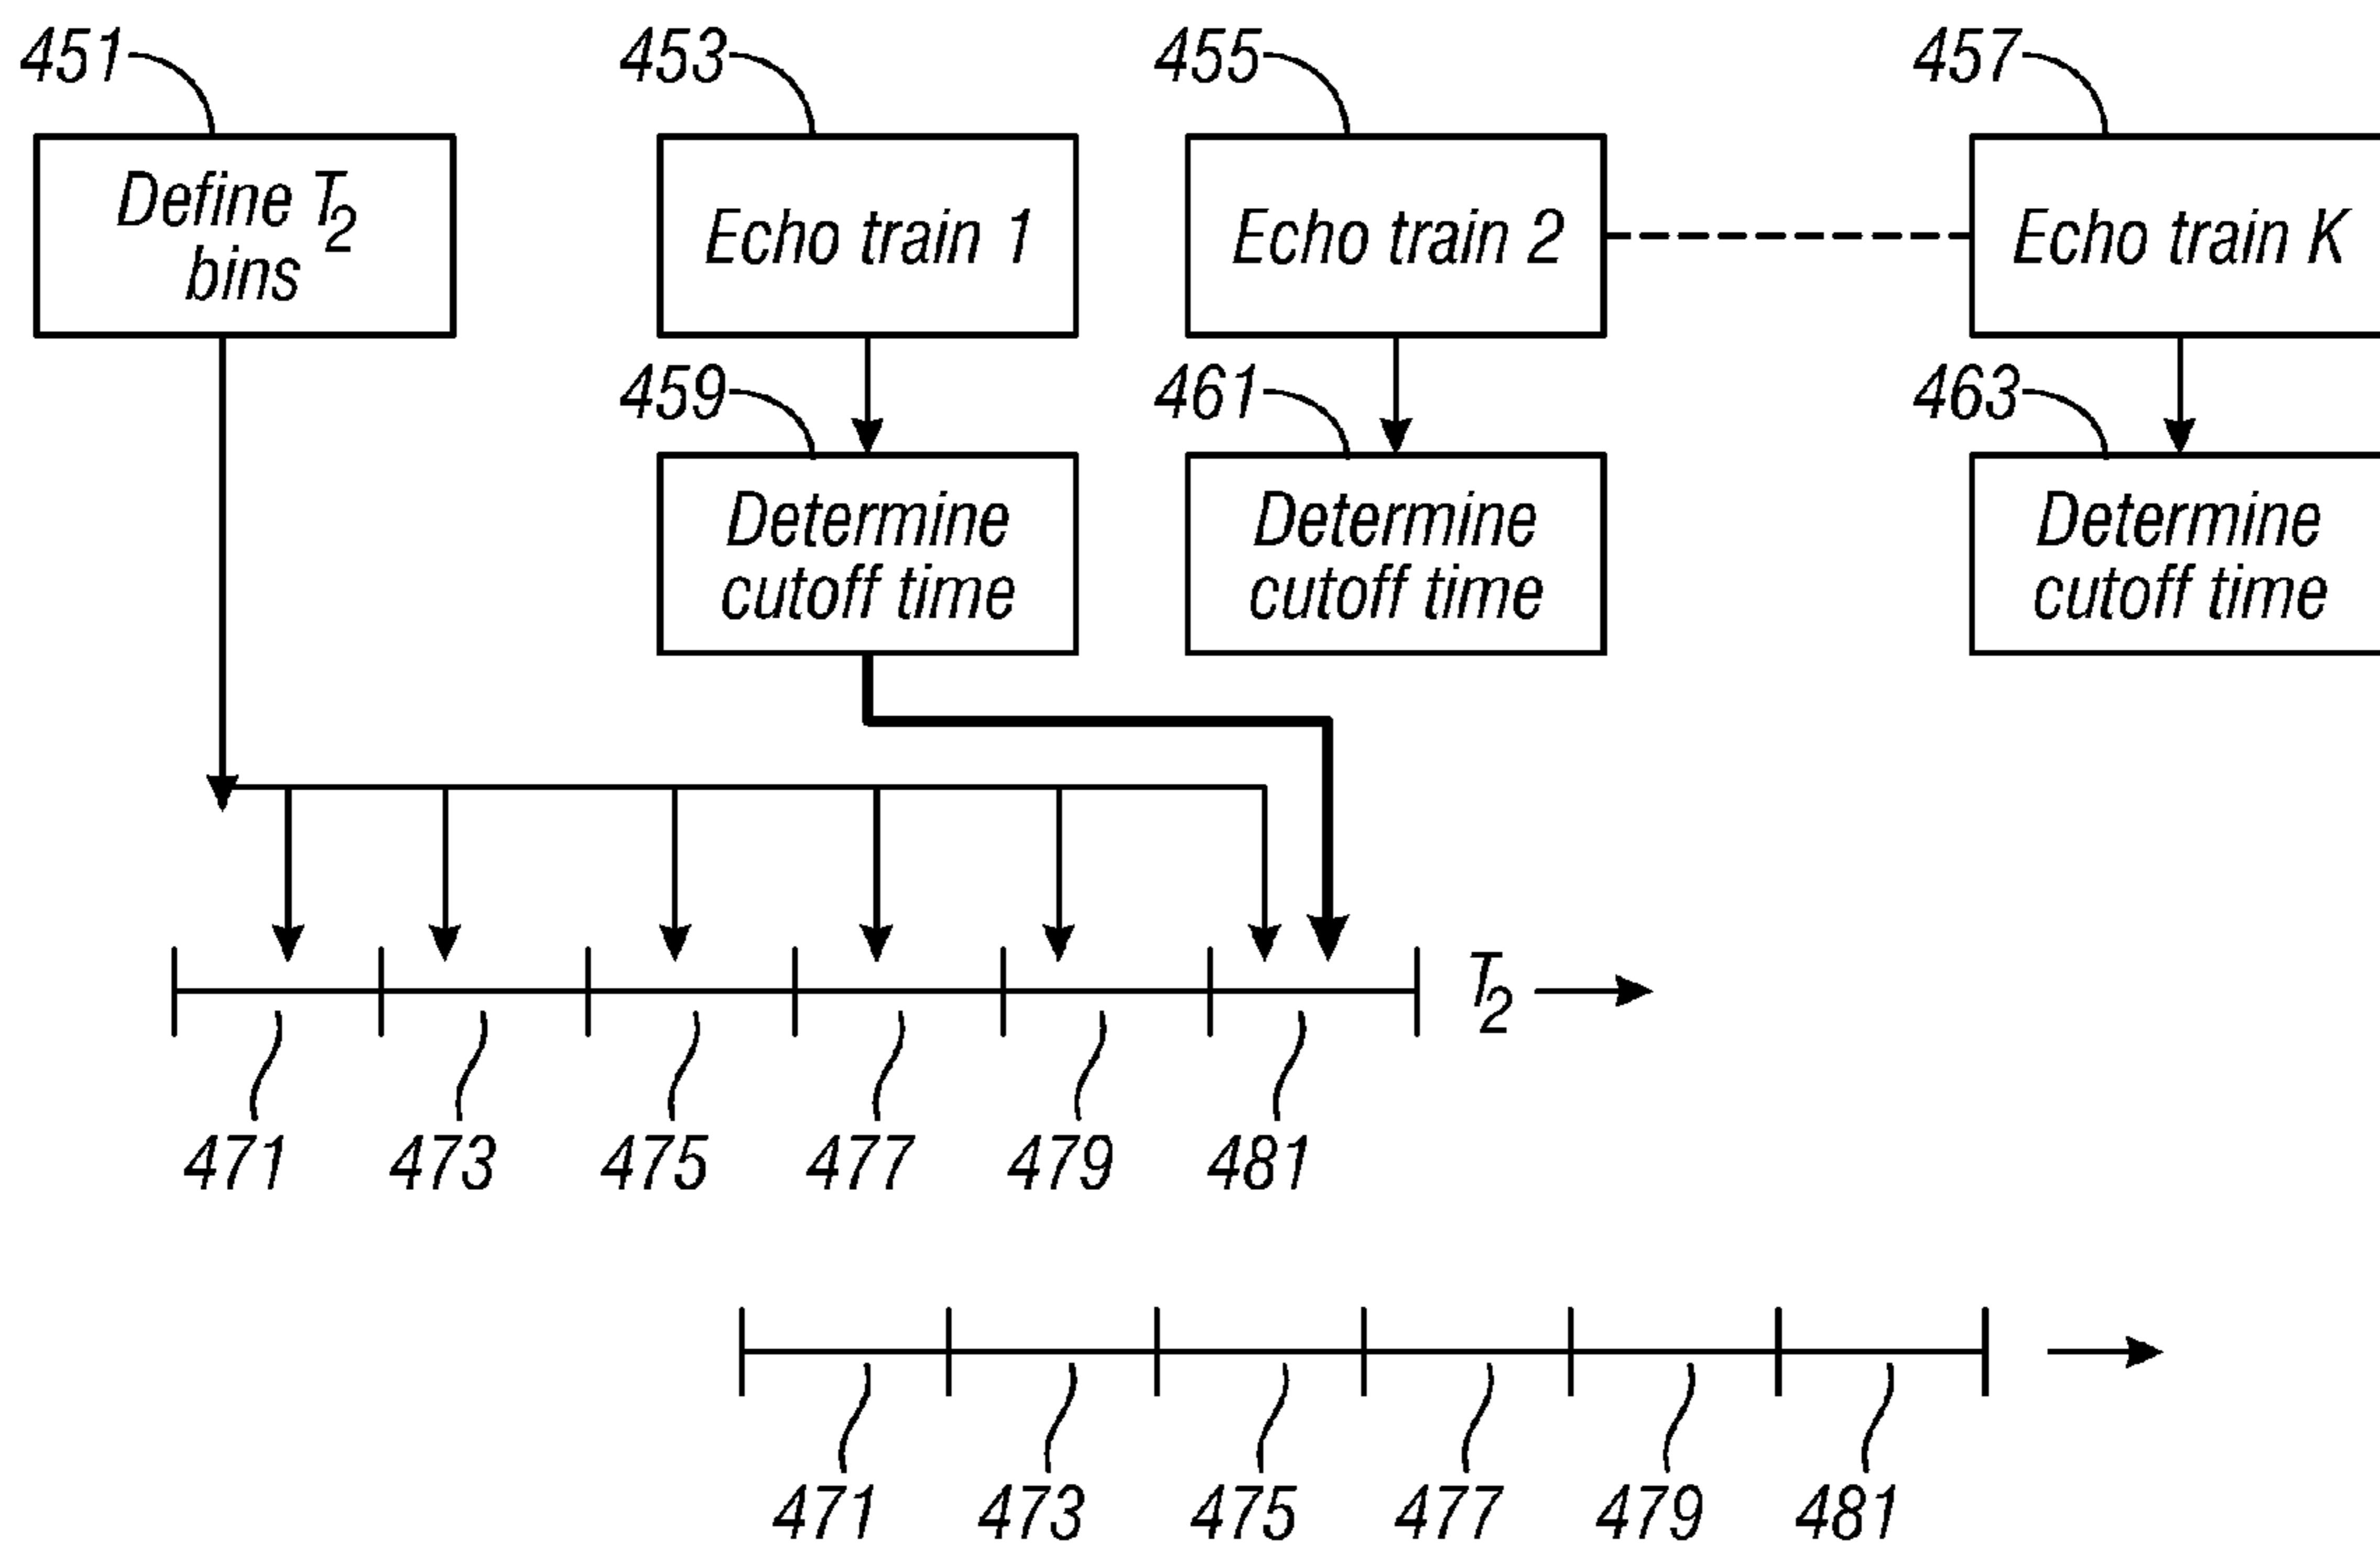 451
453
455
457
Define T2
bins
Echo train 1
Echo train 2
Echo train K
459
461
463
Determine
cutoff time
Determine
cutoff time
Determine
cutoff time
T2
471
473
475
477
479
481
471
473
475
477
479
481